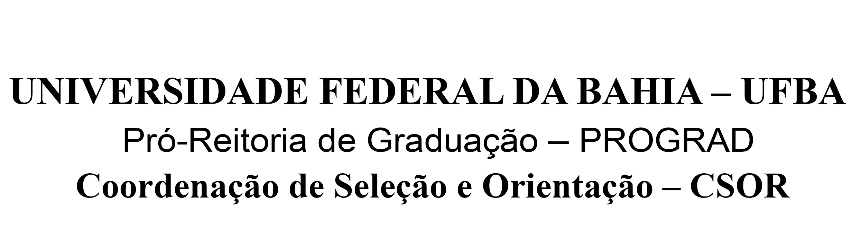 UNIVERSIDADE FEDERAL DA BAHIA – UFBA
Pró-Reitoria de Graduação – PROGRAD
Coordenação de Seleção e Orientação – CSOR